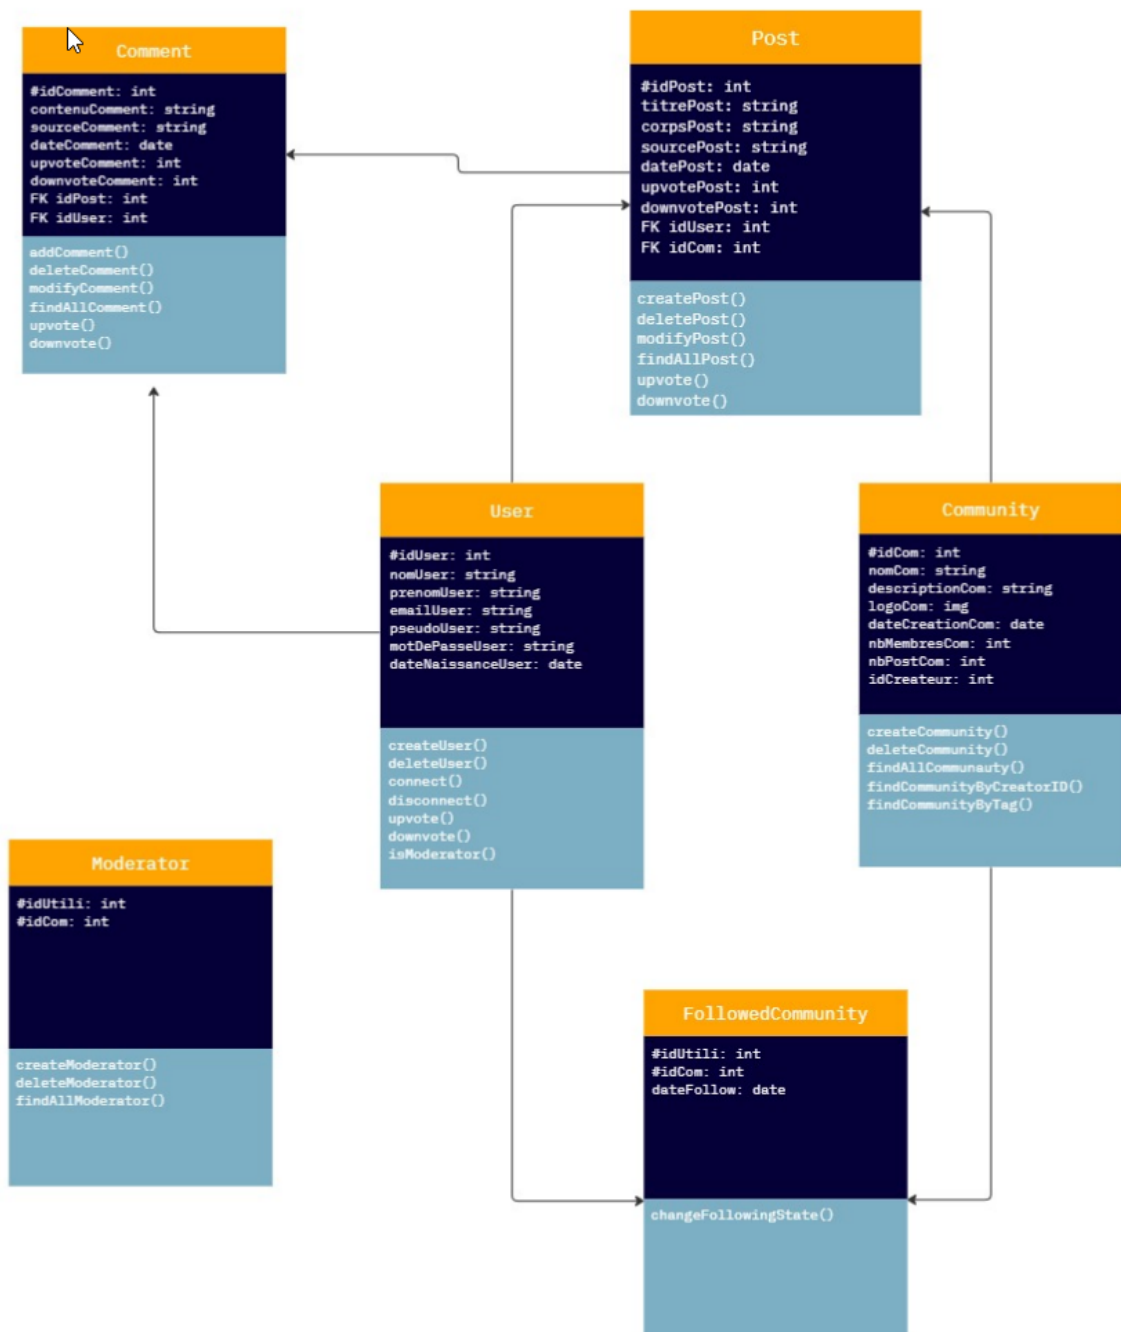 Comment
#idComment: int
contenuComment: string
sourceComment: string
dateComment: date
upvoteComment: int
downvoteComment: int
FK idPost: int
FK idUser: int
addComment()
deleteComment()
modifyComment()
findAllComment()
upvote()
downvote()
Post
#idPost: int
titrePost: string
corpsPost: string
sourcePost: string
datePost: date
upvotePost: int
downvotePost: int
FK idUser: int
FK idCom: int
createPost()
deletePost()
modifyPost()
findAllPost()
upvote()
downvote()
User
#idUser: int
nomUser: string
prenomUser: string
emailUser: string
pseudoUser: string
motDePasseUser: string
dateNaissanceUser: date
createUser()
deleteUser()
connect()
disconnect()
upvote()
downvote()
isModerator()
Community
#idCom: int
nomCom: string
descriptionCom: string
logoCom: img
dateCreationCom: date
nbMembresCom: int
nbPostCom: int
idCreateur: int
createCommunity()
deleteCommunity()
findAllCommunauty()
findCommunityByCreatorID()
findCommunityByTag()
Moderator
#idUtili: int
#idCom: int
createModerator()
deleteModerator()
findAllModerator()
FollowedCommunity
#idUtili: int
#idCom: int
dateFollow: date
changeFollowingState()